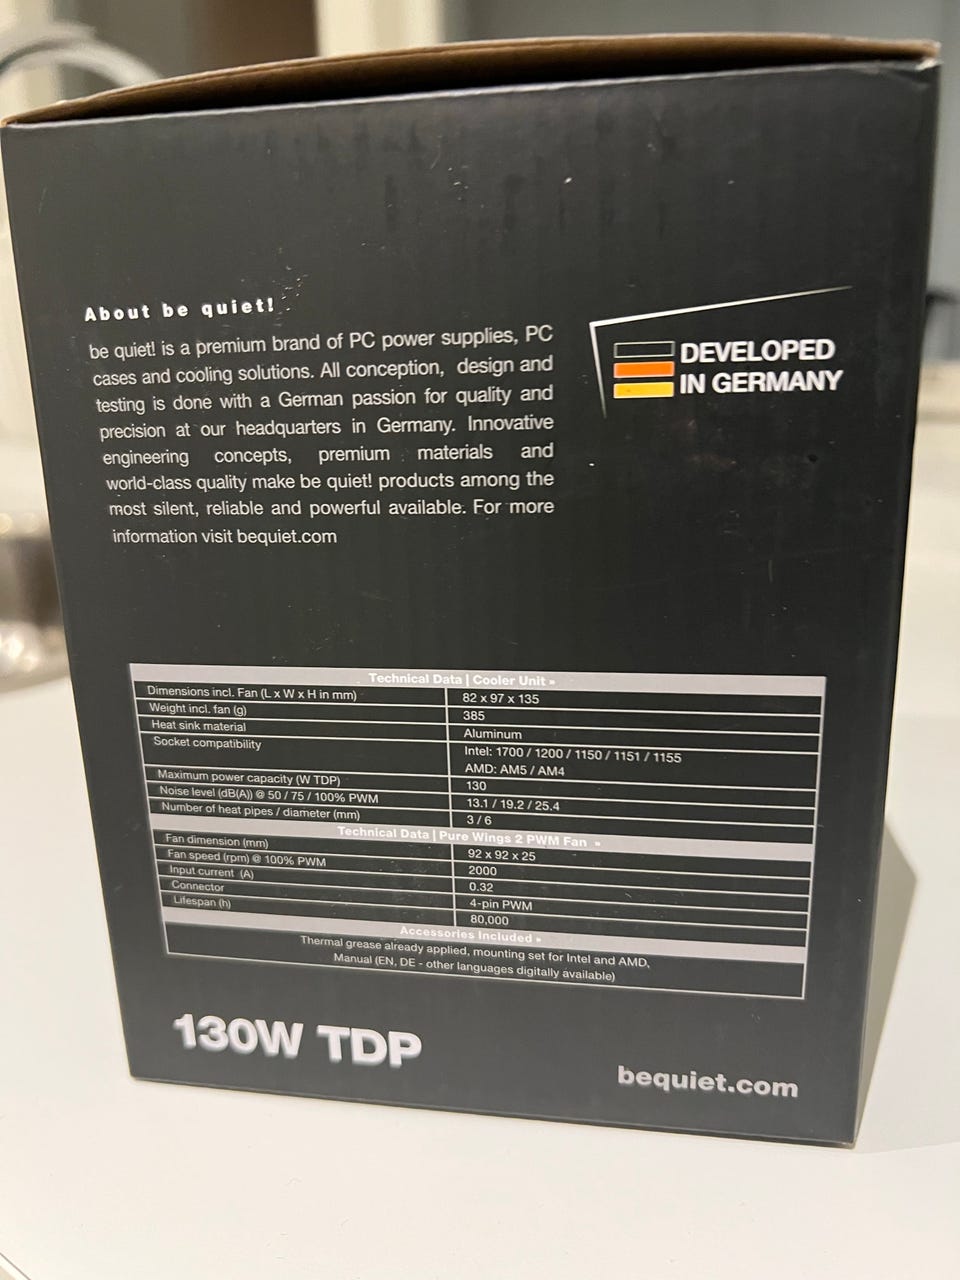 About be quiet!
be quiet! is a premium brand of PC power supplies, PC
cases and cooling solutions. All conception, design and
testing is done with a German passion for quality and
precision at our headquarters in Germany. Innovative
engineering concepts, premium materials and
world-class quality make be quiet! products among the
most silent, reliable and powerful available. For more
information visit bequiet.com
DEVELOPED
IN GERMANY
Technical Data | Cooler Unit »
Dimensions incl. Fan (L x W x H in mm) 82 x 97 x 135
Weight incl. fan (g) 385
Heat sink material Aluminum
Socket compatibility Intel: 1700 / 1200 / 1150 / 1151 / 1155
AMD: AM5 / AM4
Maximum power capacity (W TDP) 130
Noise level (dB(A)) @ 50 / 75 / 100% PWM 13.1 / 19.2 / 25.4
Number of heat pipes / diameter (mm) 3 / 6
Technical Data | Pure Wings 2 PWM Fan »
Fan dimension (mm) 92 x 92 x 25
Fan speed (rpm) @ 100% PWM 2000
Input current (A) 0.32
Connector 4-pin PWM
Lifespan (h) 80,000
Accessories Included »
Thermal grease already applied, mounting set for Intel and AMD,
Manual (EN, DE - other languages digitally available)
130W TDP
bequiet.com